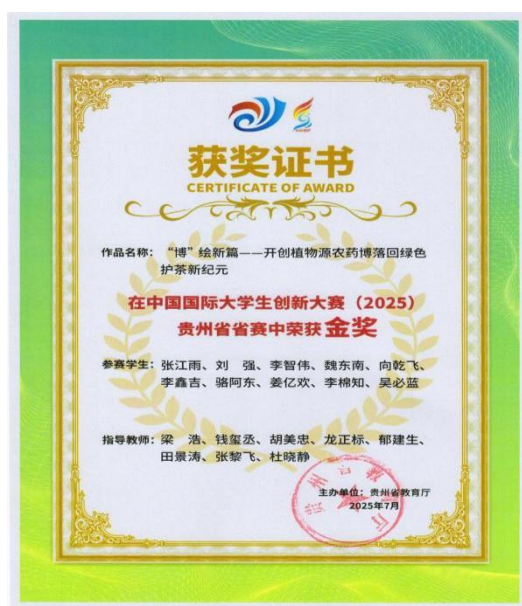 获奖证书
CERTIFICATE OF AWARD
作品名称：“博”绘新篇——开创植物源农药博落回绿色
护茶新纪元
在中国国际大学生创新大赛（2025）
贵州省省赛中荣获金奖
参赛学生：张江雨、刘　强、李智伟、魏东南、向乾飞、
李鑫吉、骆阿东、姜亿欢、李棉知、吴必蓝
指导教师：梁　浩、钱玺丞、胡美忠、龙正标、郁建生、
田景涛、张黎飞、杜晓静
主办单位：贵州省教育厅
2025年7月
贵州省教育厅